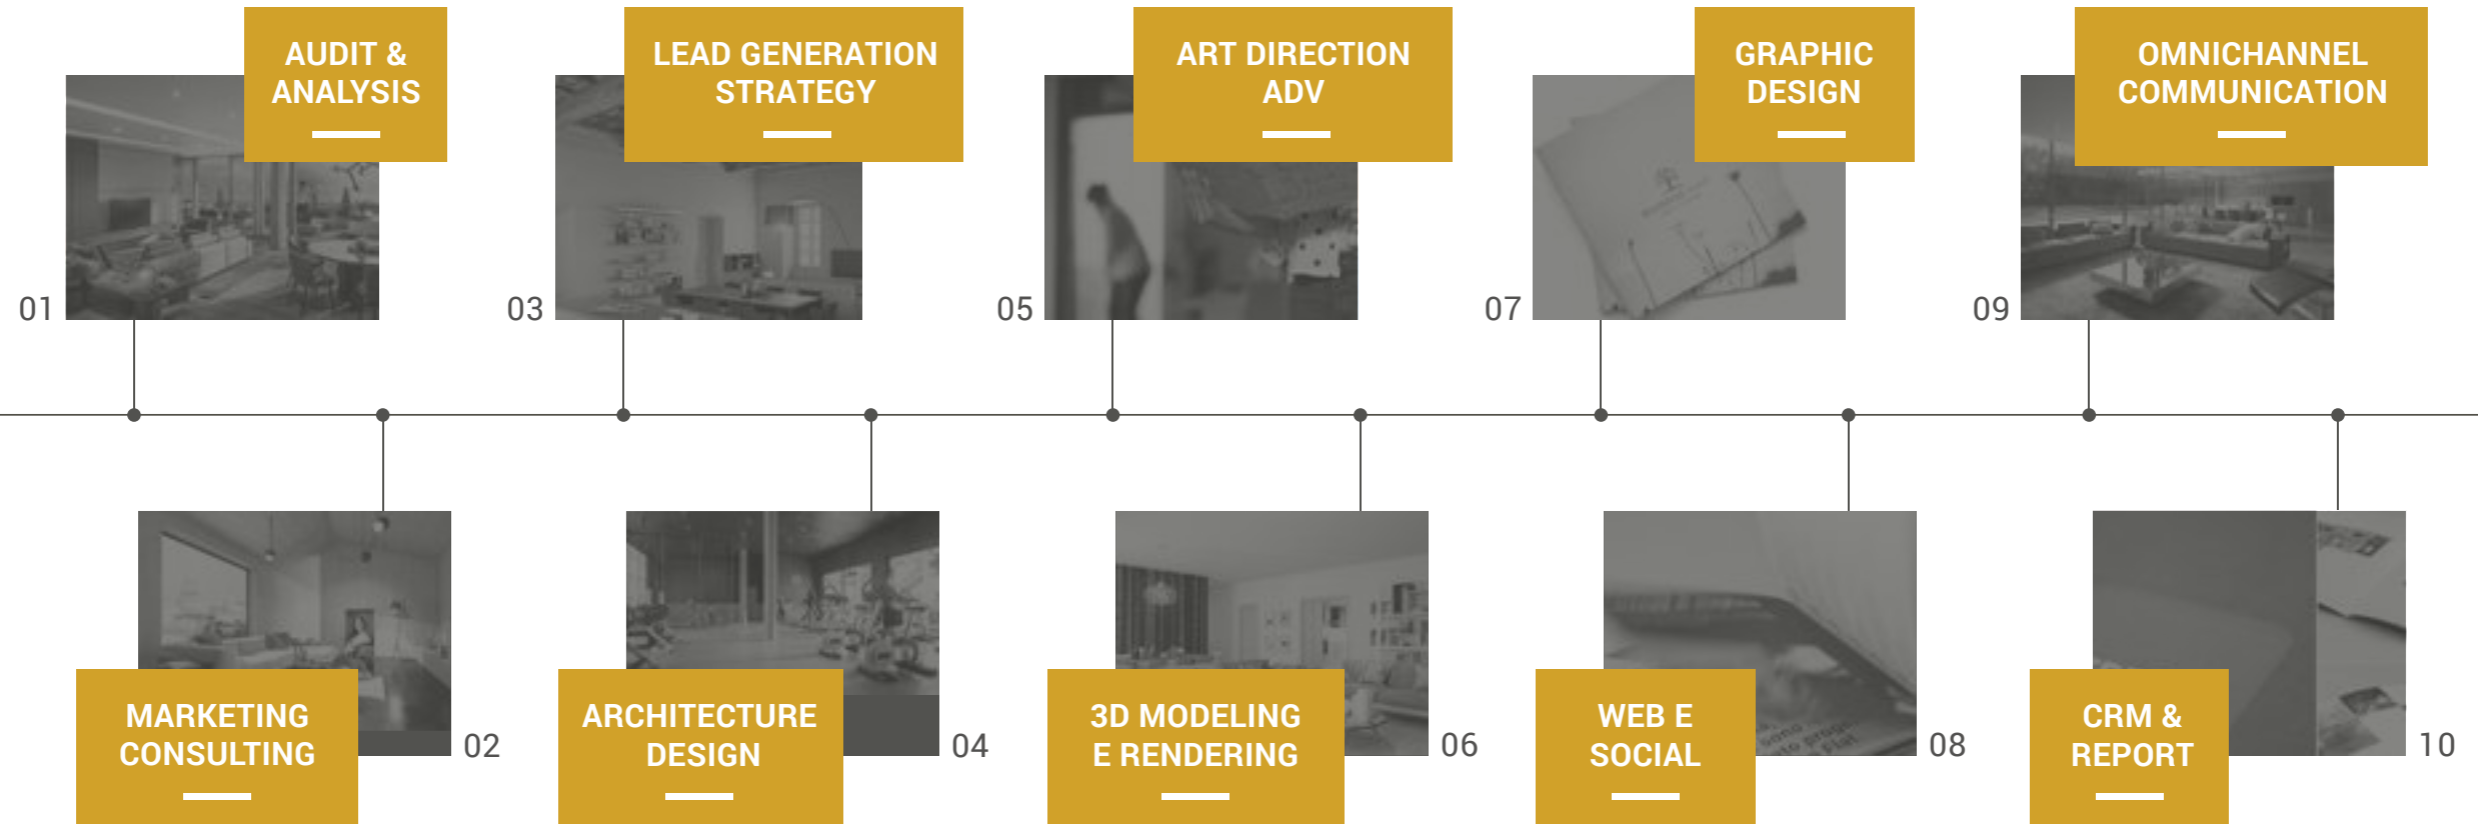 AUDIT &
ANALYSIS
01
MARKETING
CONSULTING
02
LEAD GENERATION
STRATEGY
03
ARCHITECTURE
DESIGN
04
ART DIRECTION
ADV
05
3D MODELING
E RENDERING
06
GRAPHIC
DESIGN
07
WEB E
SOCIAL
08
OMNICHANNEL
COMMUNICATION
09
CRM &
REPORT
10